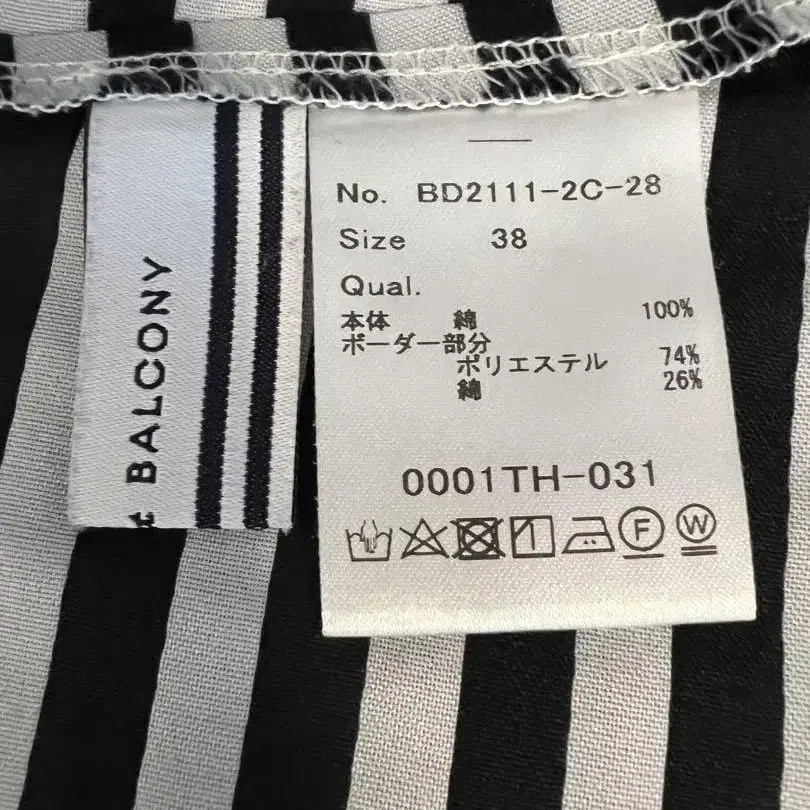 BALCONY
No. BD2111-2C-28
Size 38
Qual.
本体 綿 100%
ボーダー部分
ポリエステル 74%
綿 26%
0001TH-031
F W